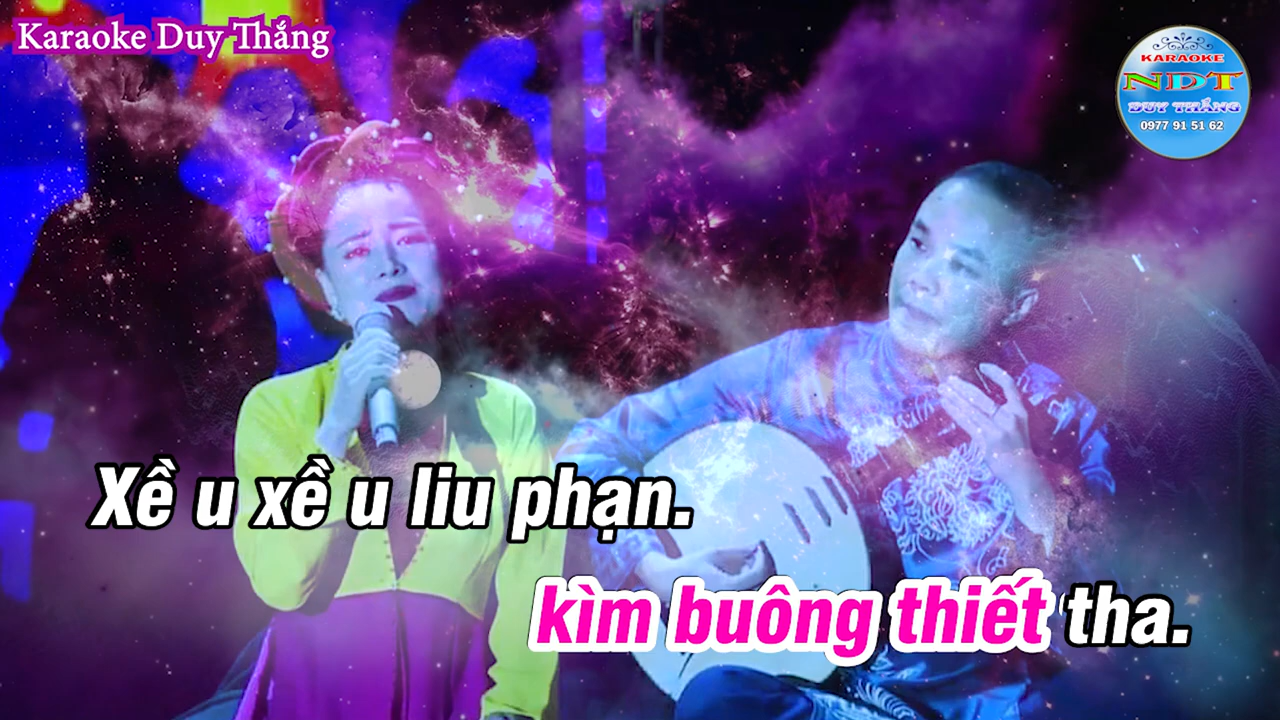 Karaoke Duy Thắng
KARAOKE
NDT
DUY THẮNG
0977 91 51 62
Xề u xề u liu phạn.
kìm buông thiết tha.